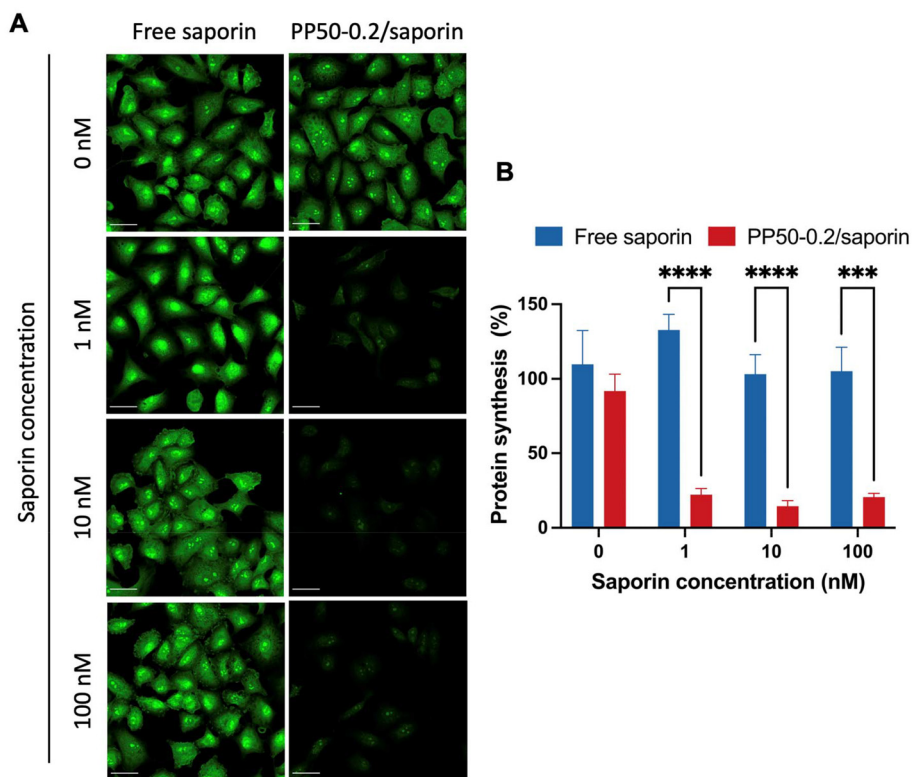 A
Free saporin PP50-0.2/saporin
Saporin concentration
0 nM
1 nM
10 nM
100 nM
B
Free saporin PP50-0.2/saporin
**** **** ***
Protein synthesis (%)
150
100
50
0
0 1 10 100
Saporin concentration (nM)